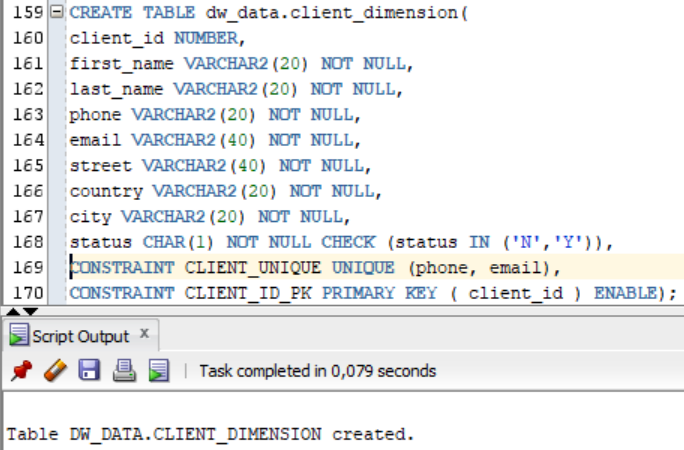 159 CREATE TABLE dw_data.client_dimension(
160 client_id NUMBER,
161 first_name VARCHAR2(20) NOT NULL,
162 last_name VARCHAR2(20) NOT NULL,
163 phone VARCHAR2(20) NOT NULL,
164 email VARCHAR2(40) NOT NULL,
165 street VARCHAR2(40) NOT NULL,
166 country VARCHAR2(20) NOT NULL,
167 city VARCHAR2(20) NOT NULL,
168 status CHAR(1) NOT NULL CHECK (status IN ('N','Y')),
169 CONSTRAINT CLIENT_UNIQUE UNIQUE (phone, email),
170 CONSTRAINT CLIENT_ID_PK PRIMARY KEY ( client_id ) ENABLE);
Script Output x
Task completed in 0,079 seconds
Table DW_DATA.CLIENT_DIMENSION created.